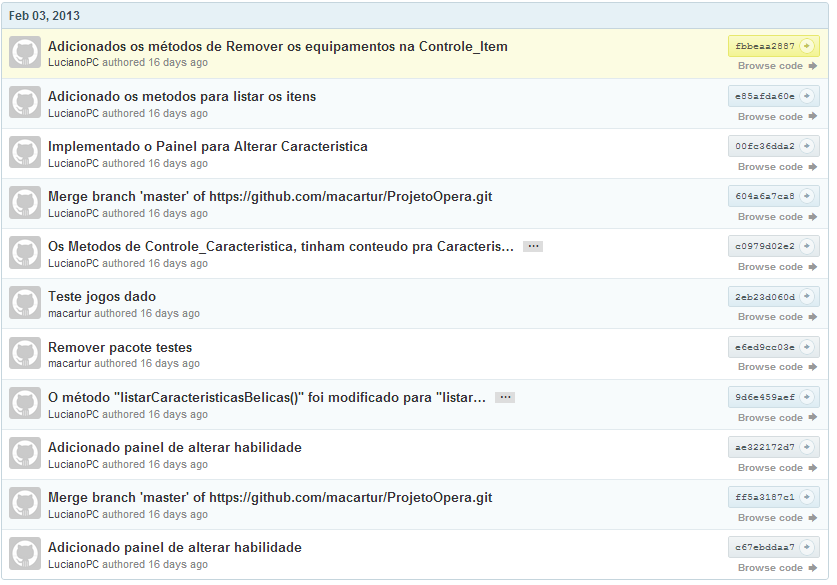 Feb 03, 2013
Adicionados os métodos de Remover os equipamentos na Controle_Item
fbbeaa2887
LucianoPC authored 16 days ago
Browse code
Adicionado os metodos para listar os itens
e85afda60e
LucianoPC authored 16 days ago
Browse code
Implementado o Painel para Alterar Caracteristica
00fc36dda2
LucianoPC authored 16 days ago
Browse code
Merge branch 'master' of https://github.com/macartur/ProjetoOpera.git
604a6a7ca8
LucianoPC authored 16 days ago
Browse code
Os Metodos de Controle_Caracteristica, tinham conteudo pra Caracteris… …
c0979d02e2
LucianoPC authored 16 days ago
Browse code
Teste jogos dado
2eb23d060d
macartur authored 16 days ago
Browse code
Remover pacote testes
e6ed9cc03e
macartur authored 16 days ago
Browse code
O método "listarCaracteristicasBelicas()" foi modificado para "listar… …
9d6e459aef
LucianoPC authored 16 days ago
Browse code
Adicionado painel de alterar habilidade
ae322172d7
LucianoPC authored 16 days ago
Browse code
Merge branch 'master' of https://github.com/macartur/ProjetoOpera.git
ff5a3187c1
LucianoPC authored 16 days ago
Browse code
Adicionado painel de alterar habilidade
c67ebddaa7
LucianoPC authored 16 days ago
Browse code